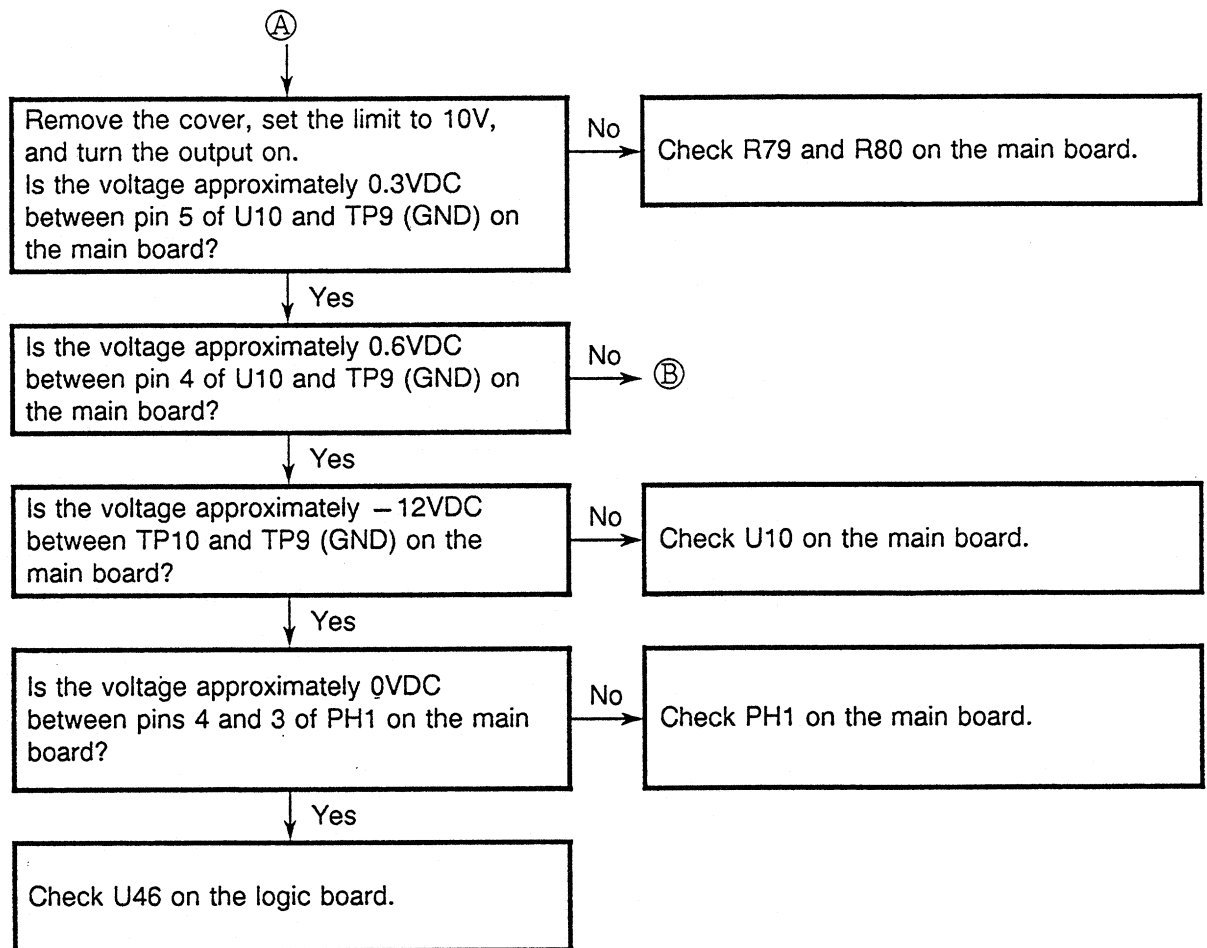 Ⓐ
Remove the cover, set the limit to 10V,
and turn the output on.
Is the voltage approximately 0.3VDC
between pin 5 of U10 and TP9 (GND) on
the main board?
No
Check R79 and R80 on the main board.
Yes
Is the voltage approximately 0.6VDC
between pin 4 of U10 and TP9 (GND) on
the main board?
No
Ⓑ
Yes
Is the voltage approximately −12VDC
between TP10 and TP9 (GND) on the
main board?
No
Check U10 on the main board.
Yes
Is the voltage approximately 0VDC
between pins 4 and 3 of PH1 on the main
board?
No
Check PH1 on the main board.
Yes
Check U46 on the logic board.